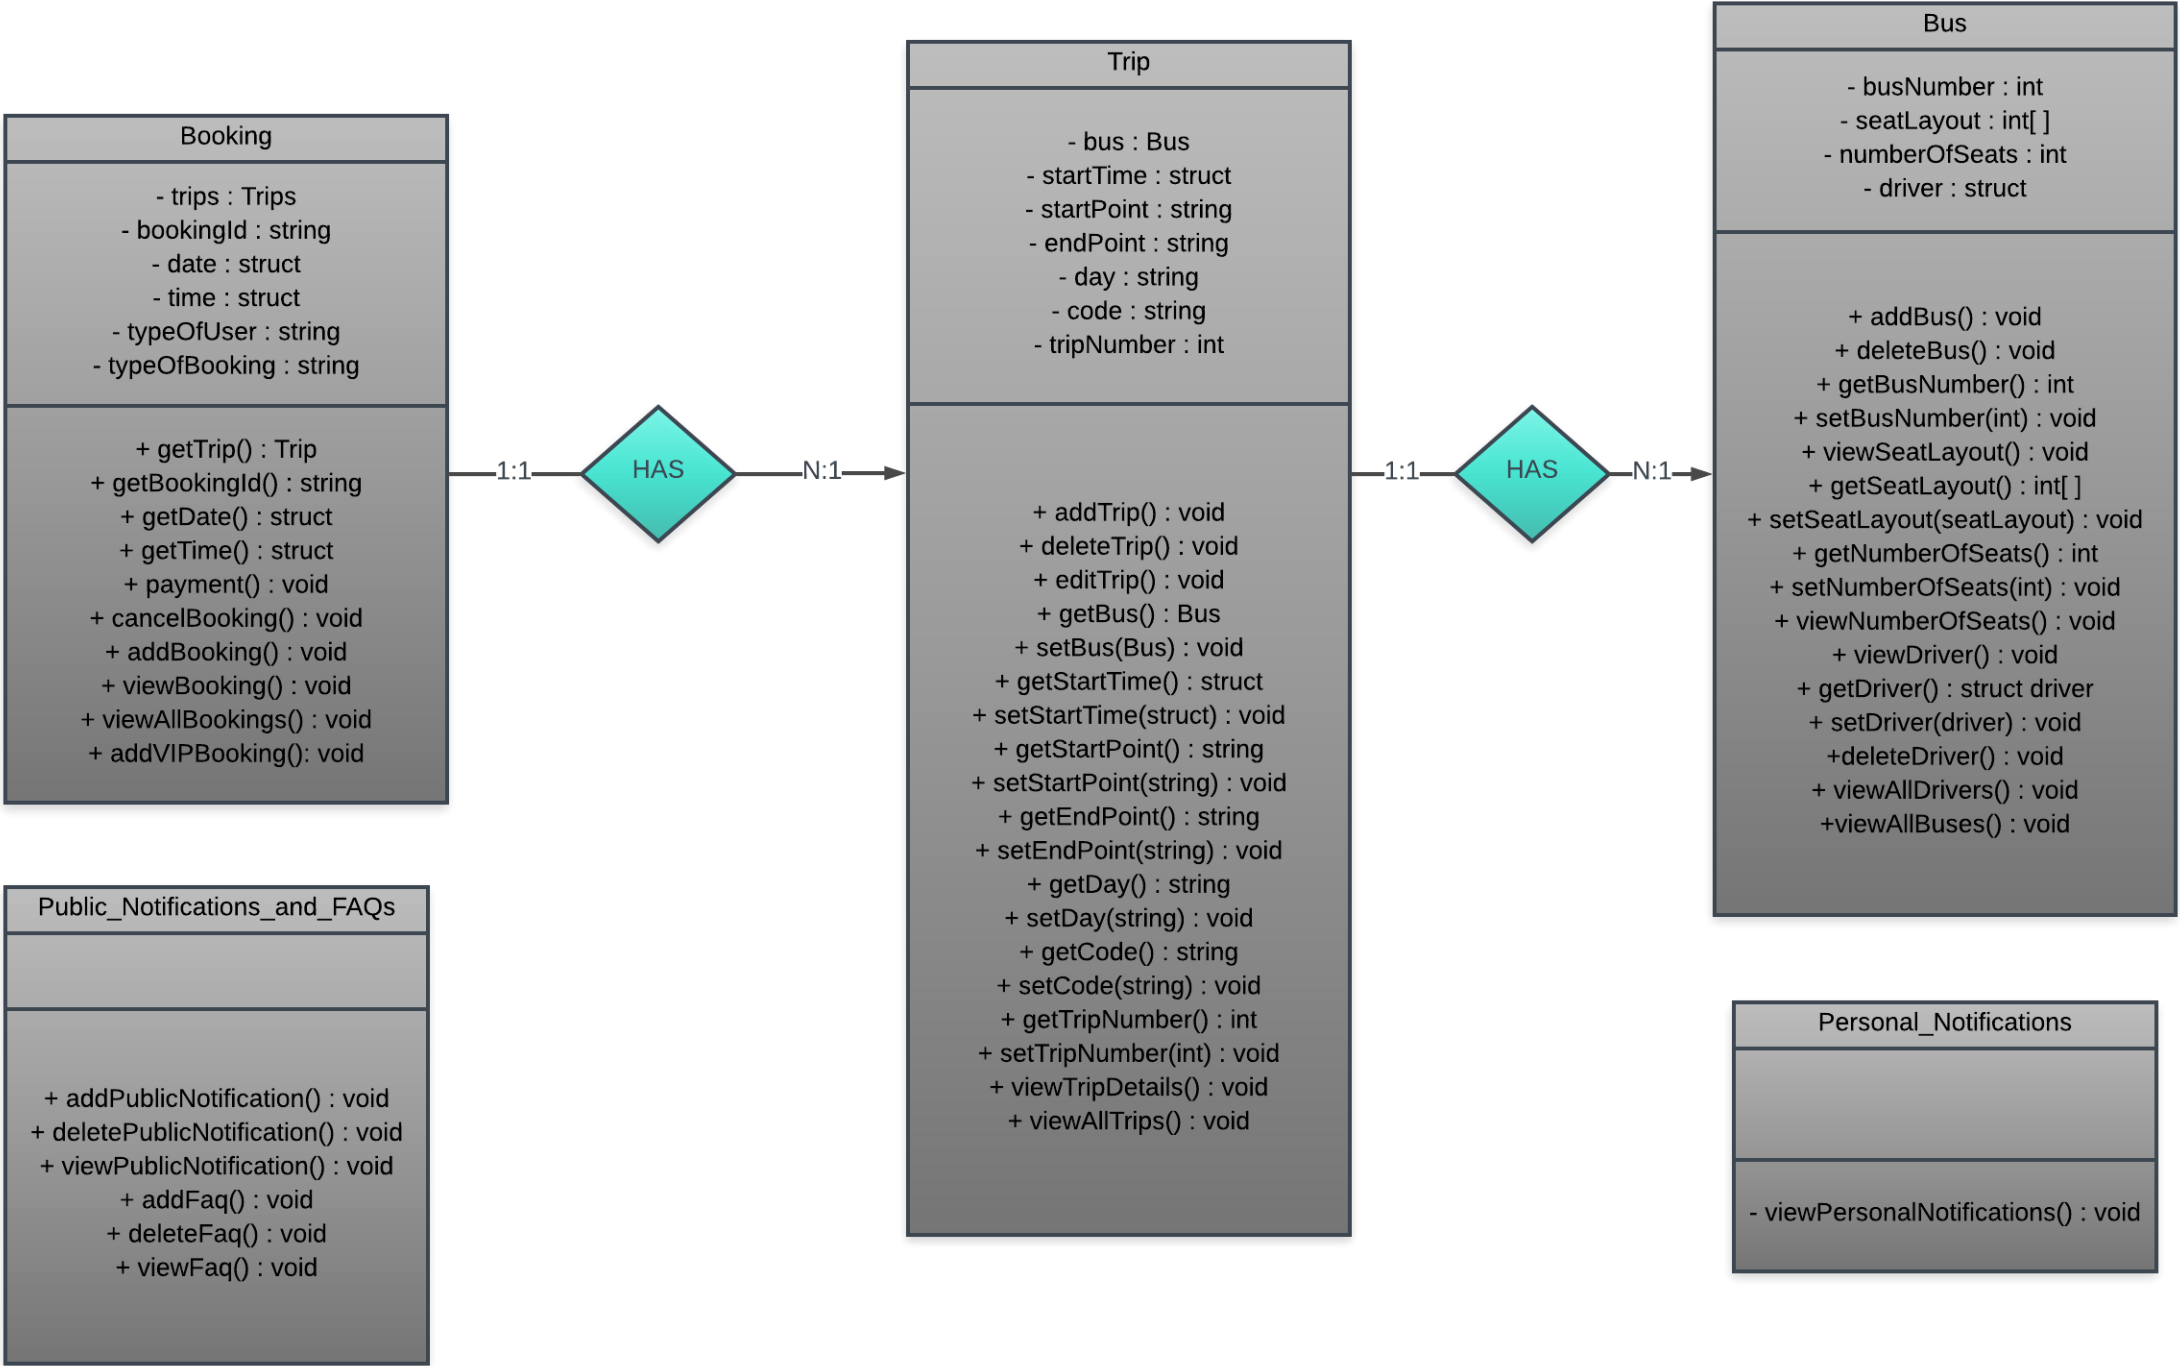 Booking
- trips : Trips
- bookingId : string
- date : struct
- time : struct
- typeOfUser : string
- typeOfBooking : string
+ getTrip() : Trip
+ getBookingId() : string
+ getDate() : struct
+ getTime() : struct
+ payment() : void
+ cancelBooking() : void
+ addBooking() : void
+ viewBooking() : void
+ viewAllBookings() : void
+ addVIPBooking(): void
1:1
HAS
N:1
Trip
- bus : Bus
- startTime : struct
- startPoint : string
- endPoint : string
- day : string
- code : string
- tripNumber : int
+ addTrip() : void
+ deleteTrip() : void
+ editTrip() : void
+ getBus() : Bus
+ setBus(Bus) : void
+ getStartTime() : struct
+ setStartTime(struct) : void
+ getStartPoint() : string
+ setStartPoint(string) : void
+ getEndPoint() : string
+ setEndPoint(string) : void
+ getDay() : string
+ setDay(string) : void
+ getCode() : string
+ setCode(string) : void
+ getTripNumber() : int
+ setTripNumber(int) : void
+ viewTripDetails() : void
+ viewAllTrips() : void
1:1
HAS
N:1
Bus
- busNumber : int
- seatLayout : int[ ]
- numberOfSeats : int
- driver : struct
+ addBus() : void
+ deleteBus() : void
+ getBusNumber() : int
+ setBusNumber(int) : void
+ viewSeatLayout() : void
+ getSeatLayout() : int[ ]
+ setSeatLayout(seatLayout) : void
+ getNumberOfSeats() : int
+ setNumberOfSeats(int) : void
+ viewNumberOfSeats() : void
+ viewDriver() : void
+ getDriver() : struct driver
+ setDriver(driver) : void
+deleteDriver() : void
+ viewAllDrivers() : void
+viewAllBuses() : void
Public_Notifications_and_FAQs
+ addPublicNotification() : void
+ deletePublicNotification() : void
+ viewPublicNotification() : void
+ addFaq() : void
+ deleteFaq() : void
+ viewFaq() : void
Personal_Notifications
- viewPersonalNotifications() : void